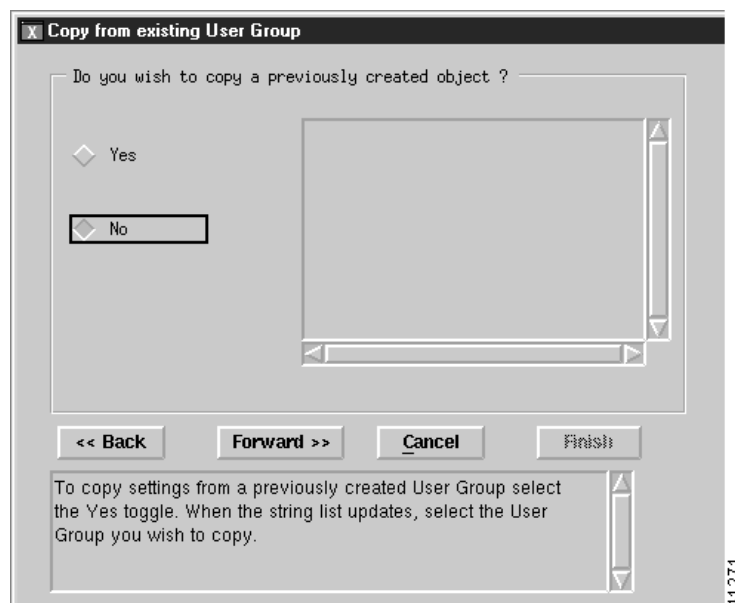 X Copy from existing User Group
Do you wish to copy a previously created object ?
Yes
No
<< Back Forward >> Cancel Finish
To copy settings from a previously created User Group select
the Yes toggle. When the string list updates, select the User
Group you wish to copy.
11271